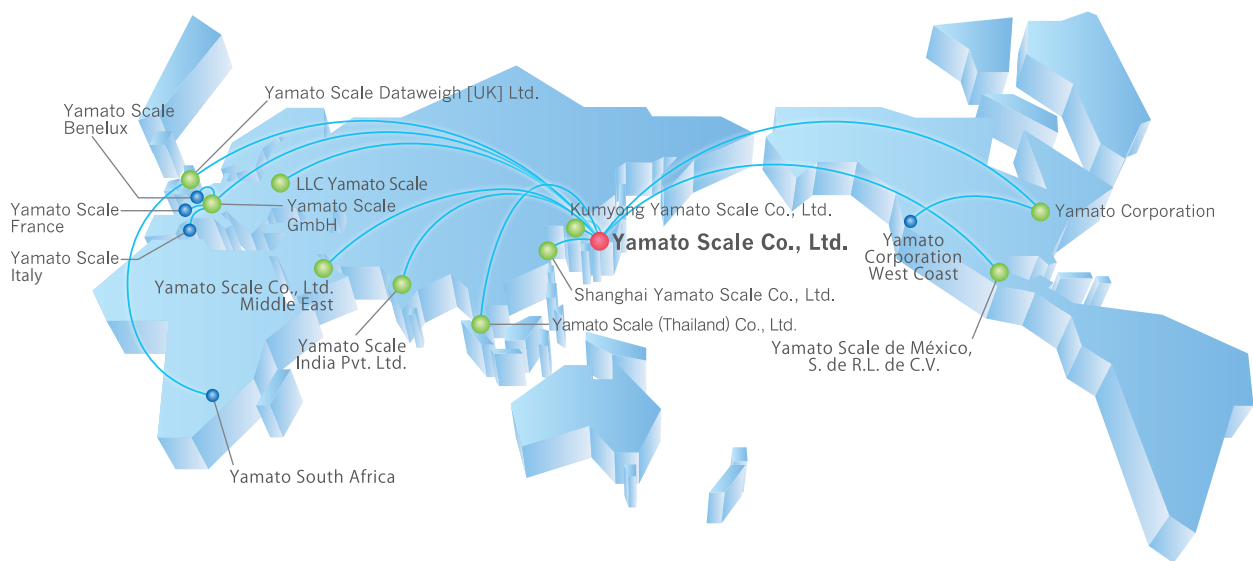 Yamato Scale Dataweigh [UK] Ltd.
Yamato Scale
Benelux
LLC Yamato Scale
Yamato Scale
France
Yamato Scale
GmbH
Kumyong Yamato Scale Co., Ltd.
Yamato Corporation
Yamato Scale Co., Ltd.
Yamato
Corporation
West Coast
Yamato Scale
Italy
Yamato Scale Co., Ltd.
Middle East
Shanghai Yamato Scale Co., Ltd.
Yamato Scale (Thailand) Co., Ltd.
Yamato Scale
India Pvt. Ltd.
Yamato Scale de México,
S. de R.L. de C.V.
Yamato South Africa